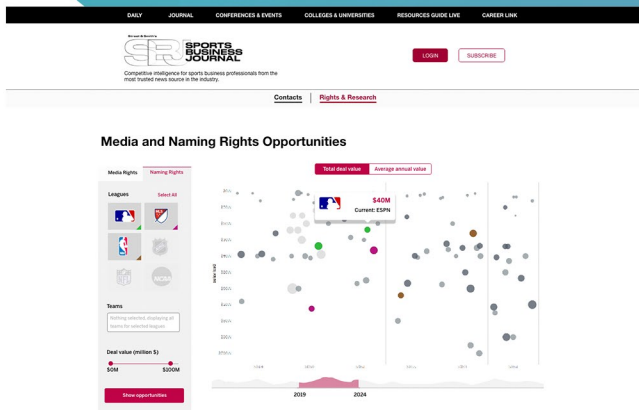 DAILY JOURNAL CONFERENCES & EVENTS COLLEGES & UNIVERSITIES RESOURCES GUIDE LIVE CAREER LINK
SPORTS
BUSINESS
JOURNAL
Competitive intelligence for sports business professionals from the
most trusted news source in the industry.
LOGIN SUBSCRIBE
Contacts Rights & Research
Media and Naming Rights Opportunities
Media Rights Naming Rights
Total deal value Average annual value
Leagues Select All
$40M
Current: ESPN
Teams
Nothing selected, displaying all
teams for selected leagues
Deal value (million $)
$0M $100M
Show opportunities
2019 2024